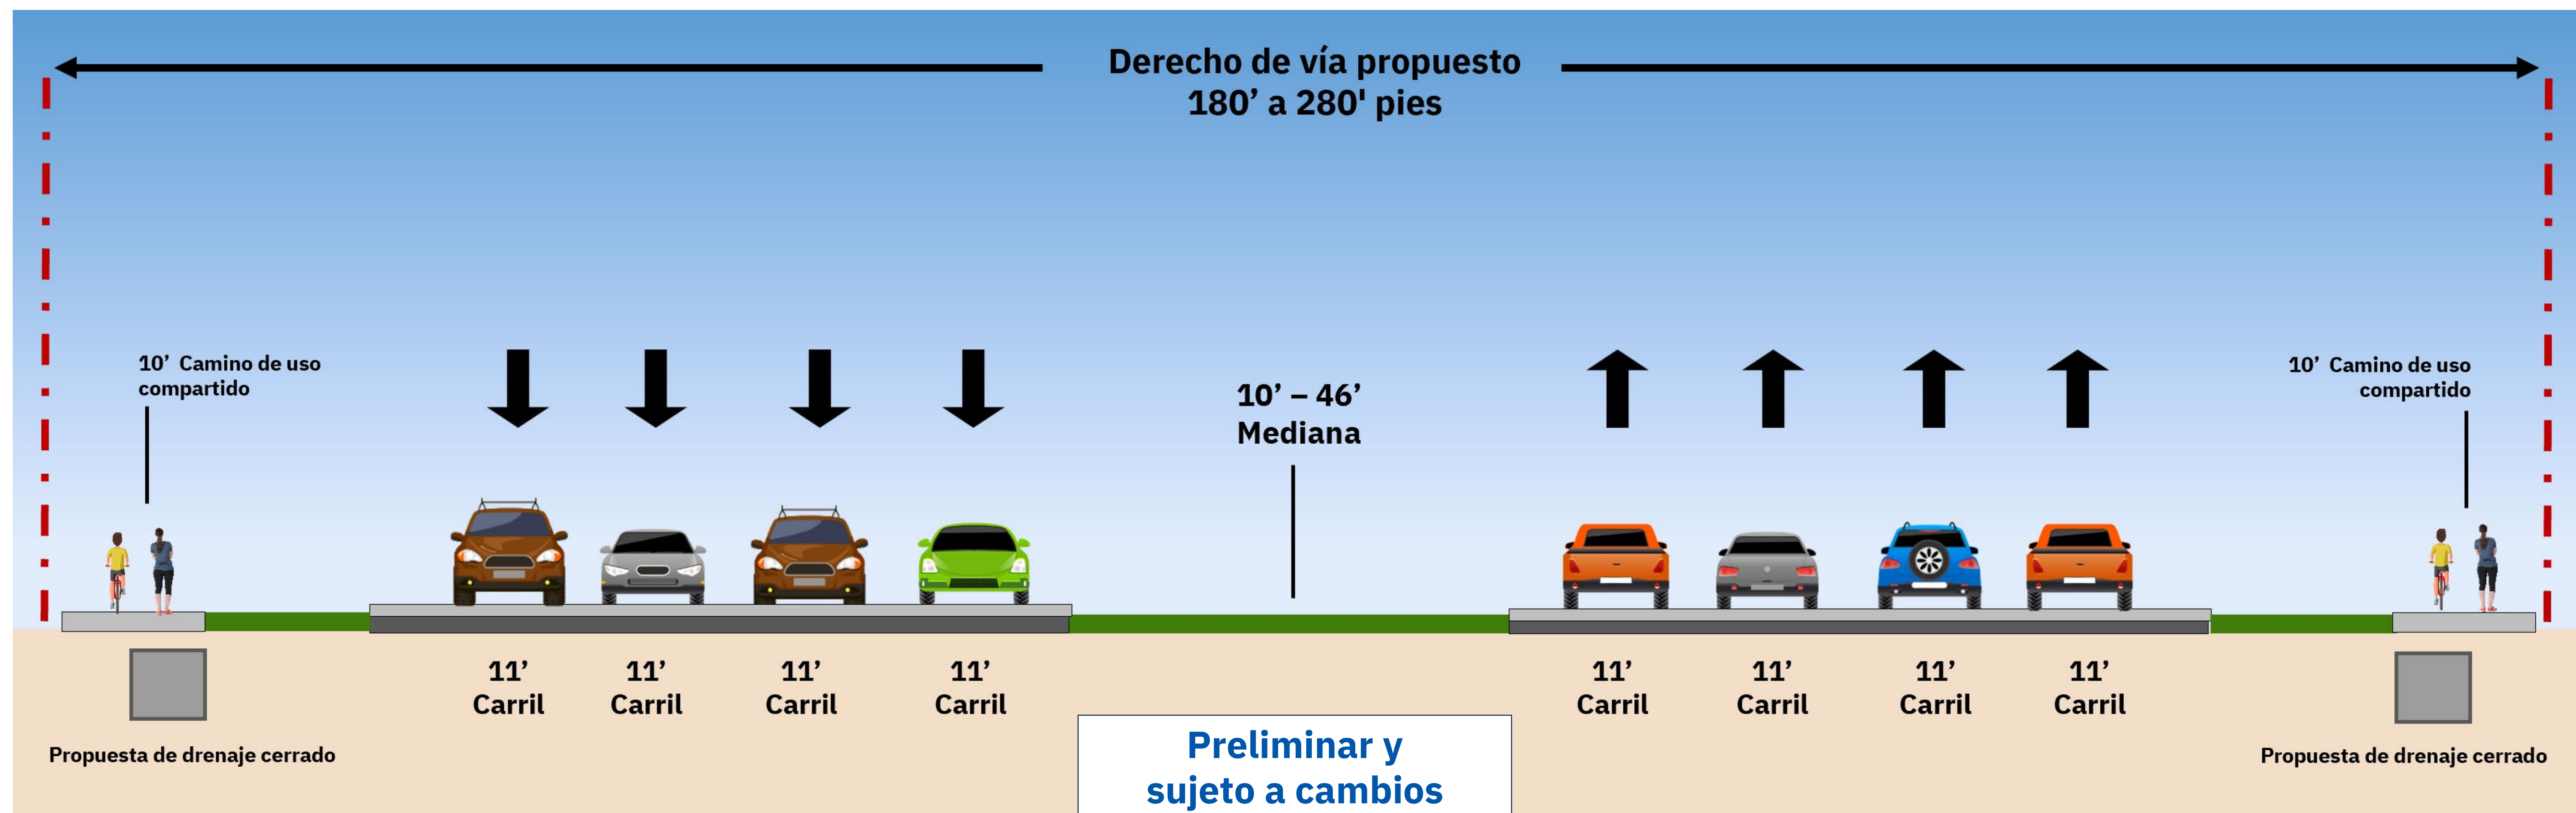 Derecho de vía propuesto
180’ a 280' pies
10’ Camino de uso
compartido
10’ – 46’
Mediana
10’ Camino de uso
compartido
11’
Carril
11’
Carril
11’
Carril
11’
Carril
11’
Carril
11’
Carril
11’
Carril
11’
Carril
Propuesta de drenaje cerrado
Preliminar y
sujeto a cambios
Propuesta de drenaje cerrado